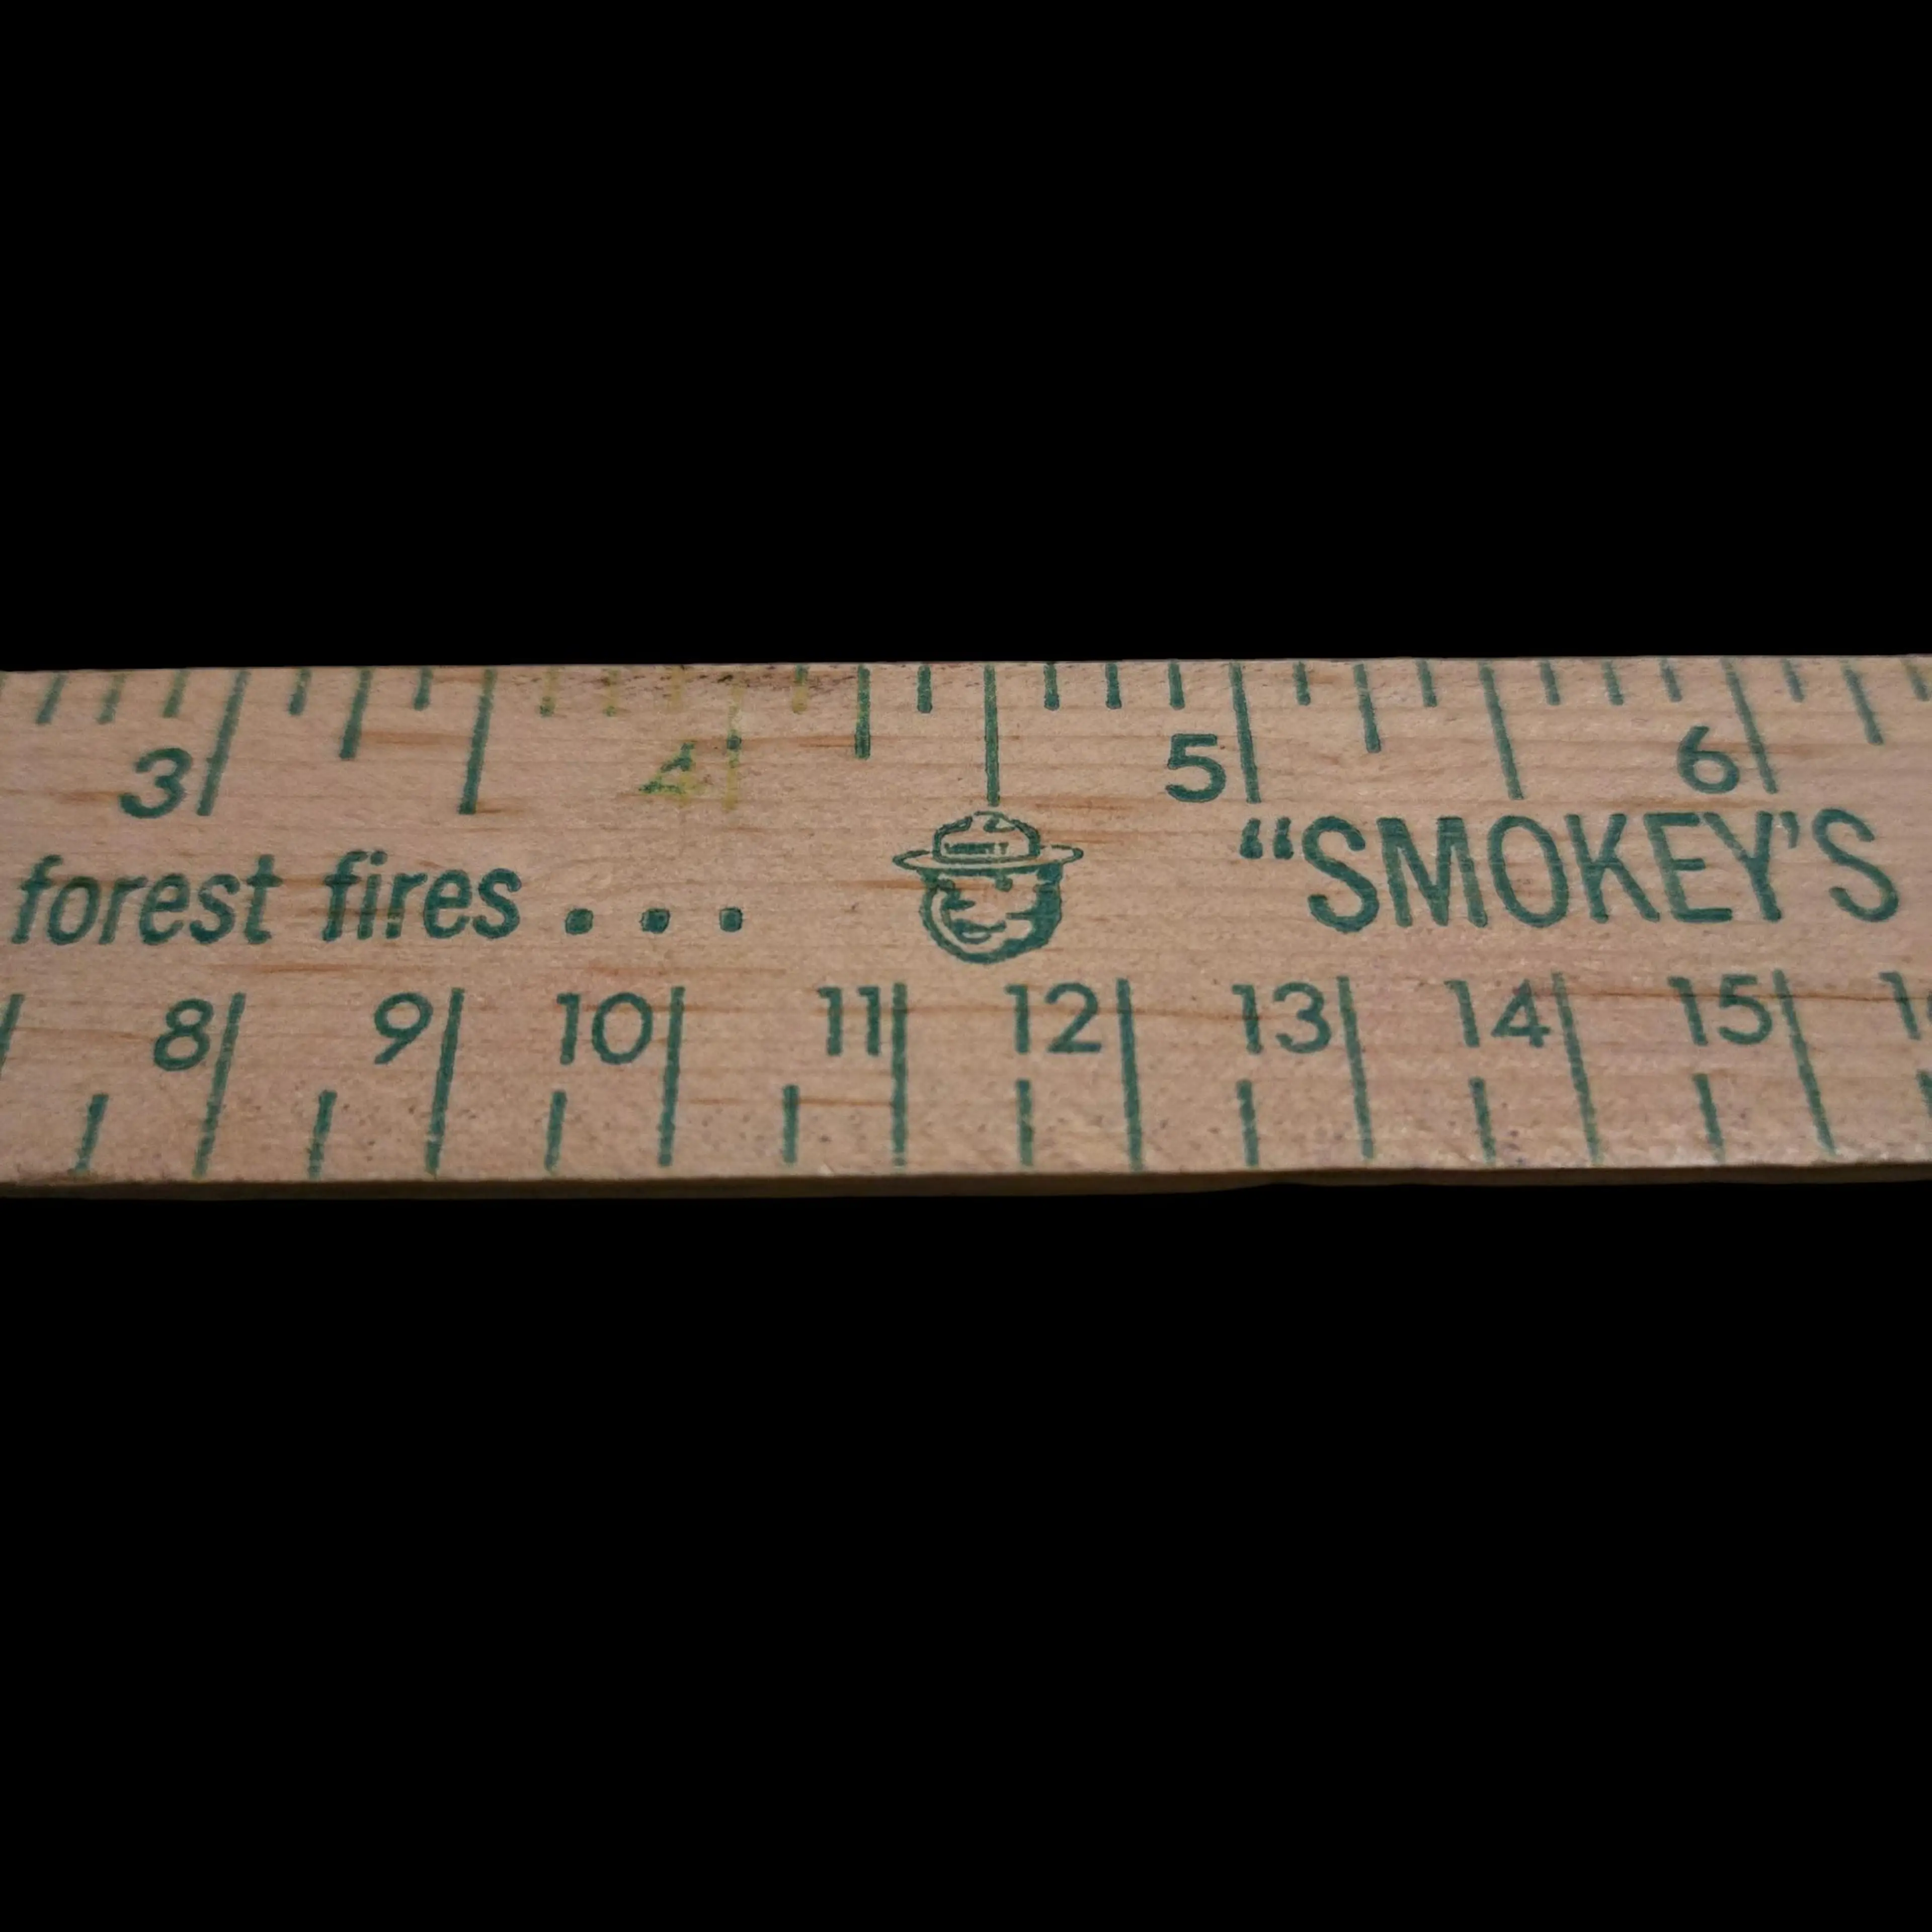 3 4 5 6
forest fires . . . “SMOKEY’S
8 9 10 11 12 13 14 15